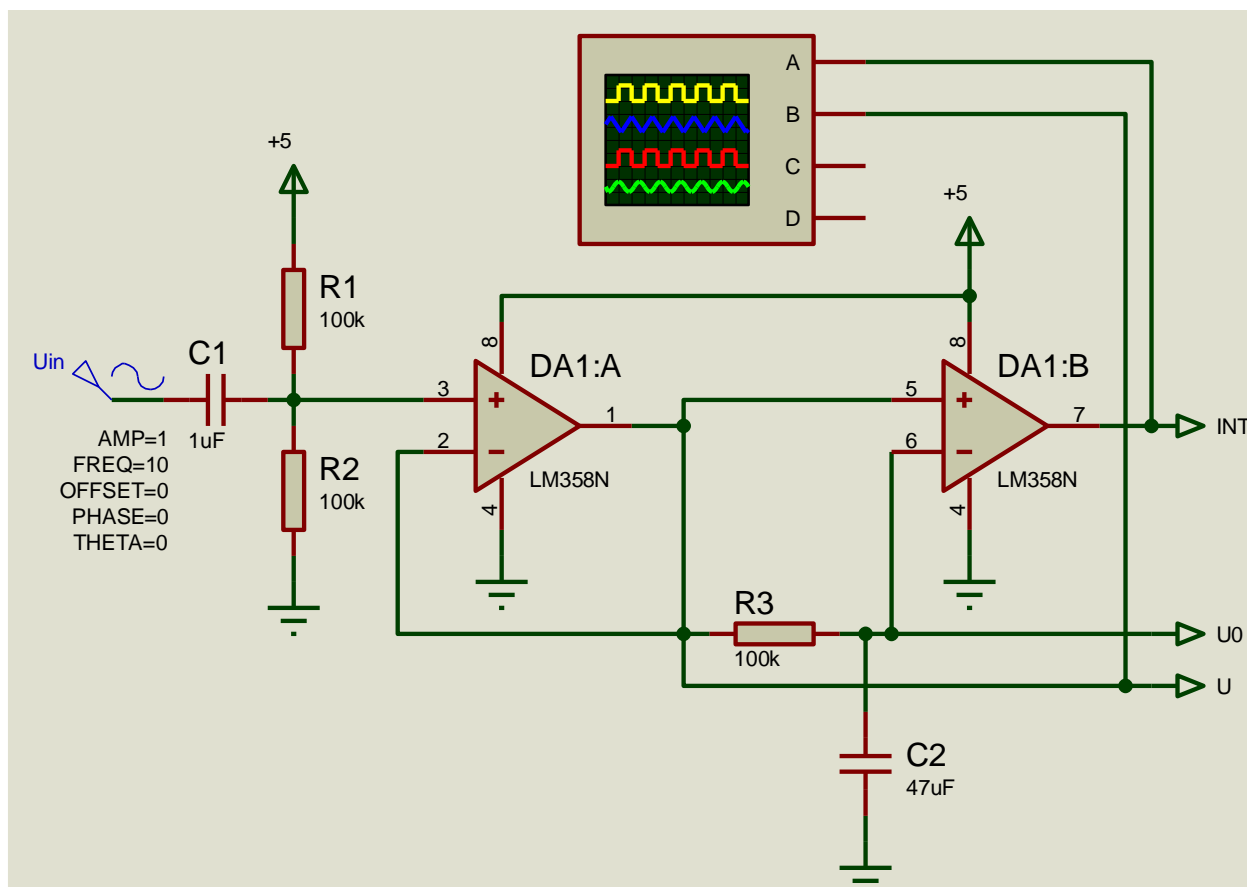 A
B
C
D
+5
+5
R1
100k
Uin
C1
1uF
AMP=1
FREQ=10
OFFSET=0
PHASE=0
THETA=0
R2
100k
8
DA1:A
3
2
1
4
LM358N
8
DA1:B
5
6
7
4
LM358N
INT
R3
100k
U0
U
C2
47uF